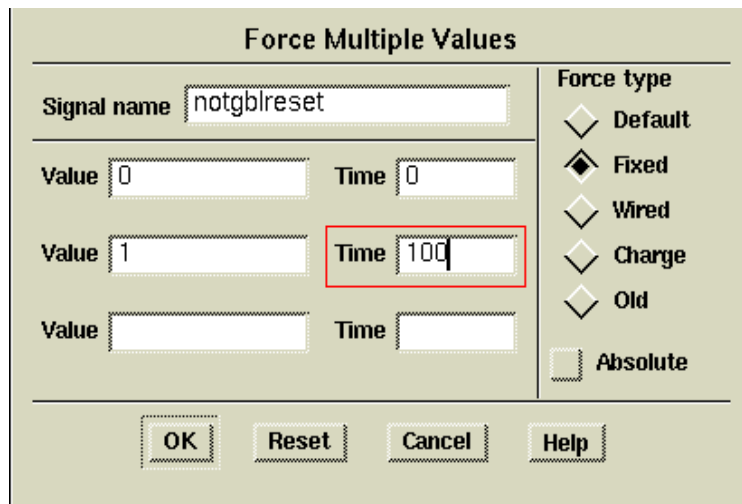 Force Multiple Values
Signal name notgblreset
Value 0 Time 0
Value 1 Time 100
Value Time
Force type
Default
Fixed
Wired
Charge
Old
Absolute
OK Reset Cancel Help